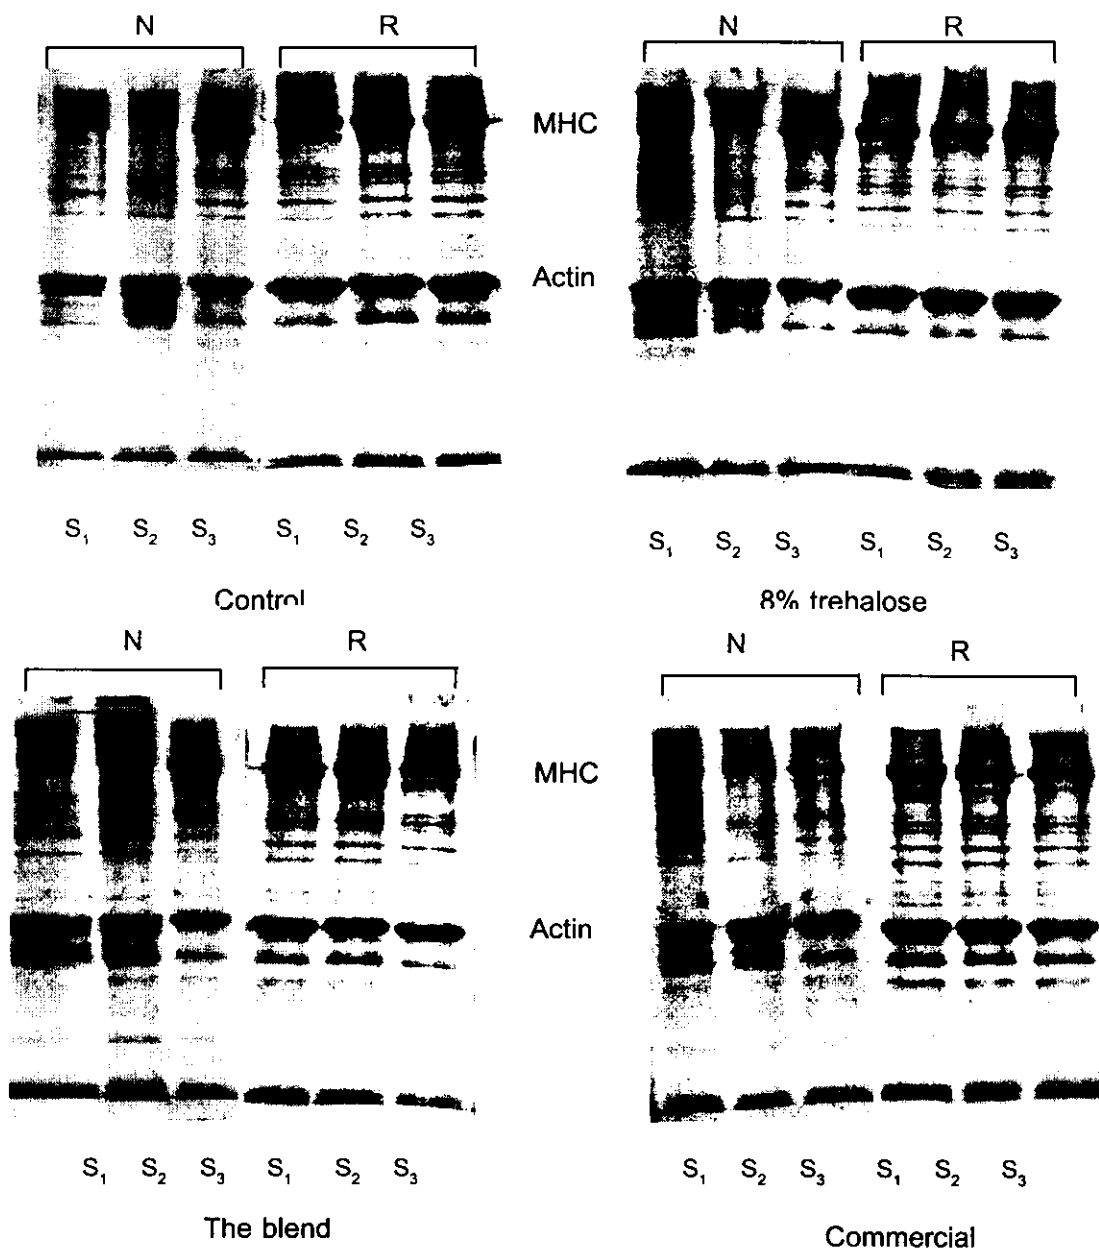 N R N R
MHC
Actin
S₁ S₂ S₃ S₁ S₂ S₃ S₁ S₂ S₃ S₁ S₂ S₃
Control 8% trehalose
N R N R
MHC
Actin
S₁ S₂ S₃ S₁ S₂ S₃ S₁ S₂ S₃ S₁ S₂ S₃
The blend Commercial